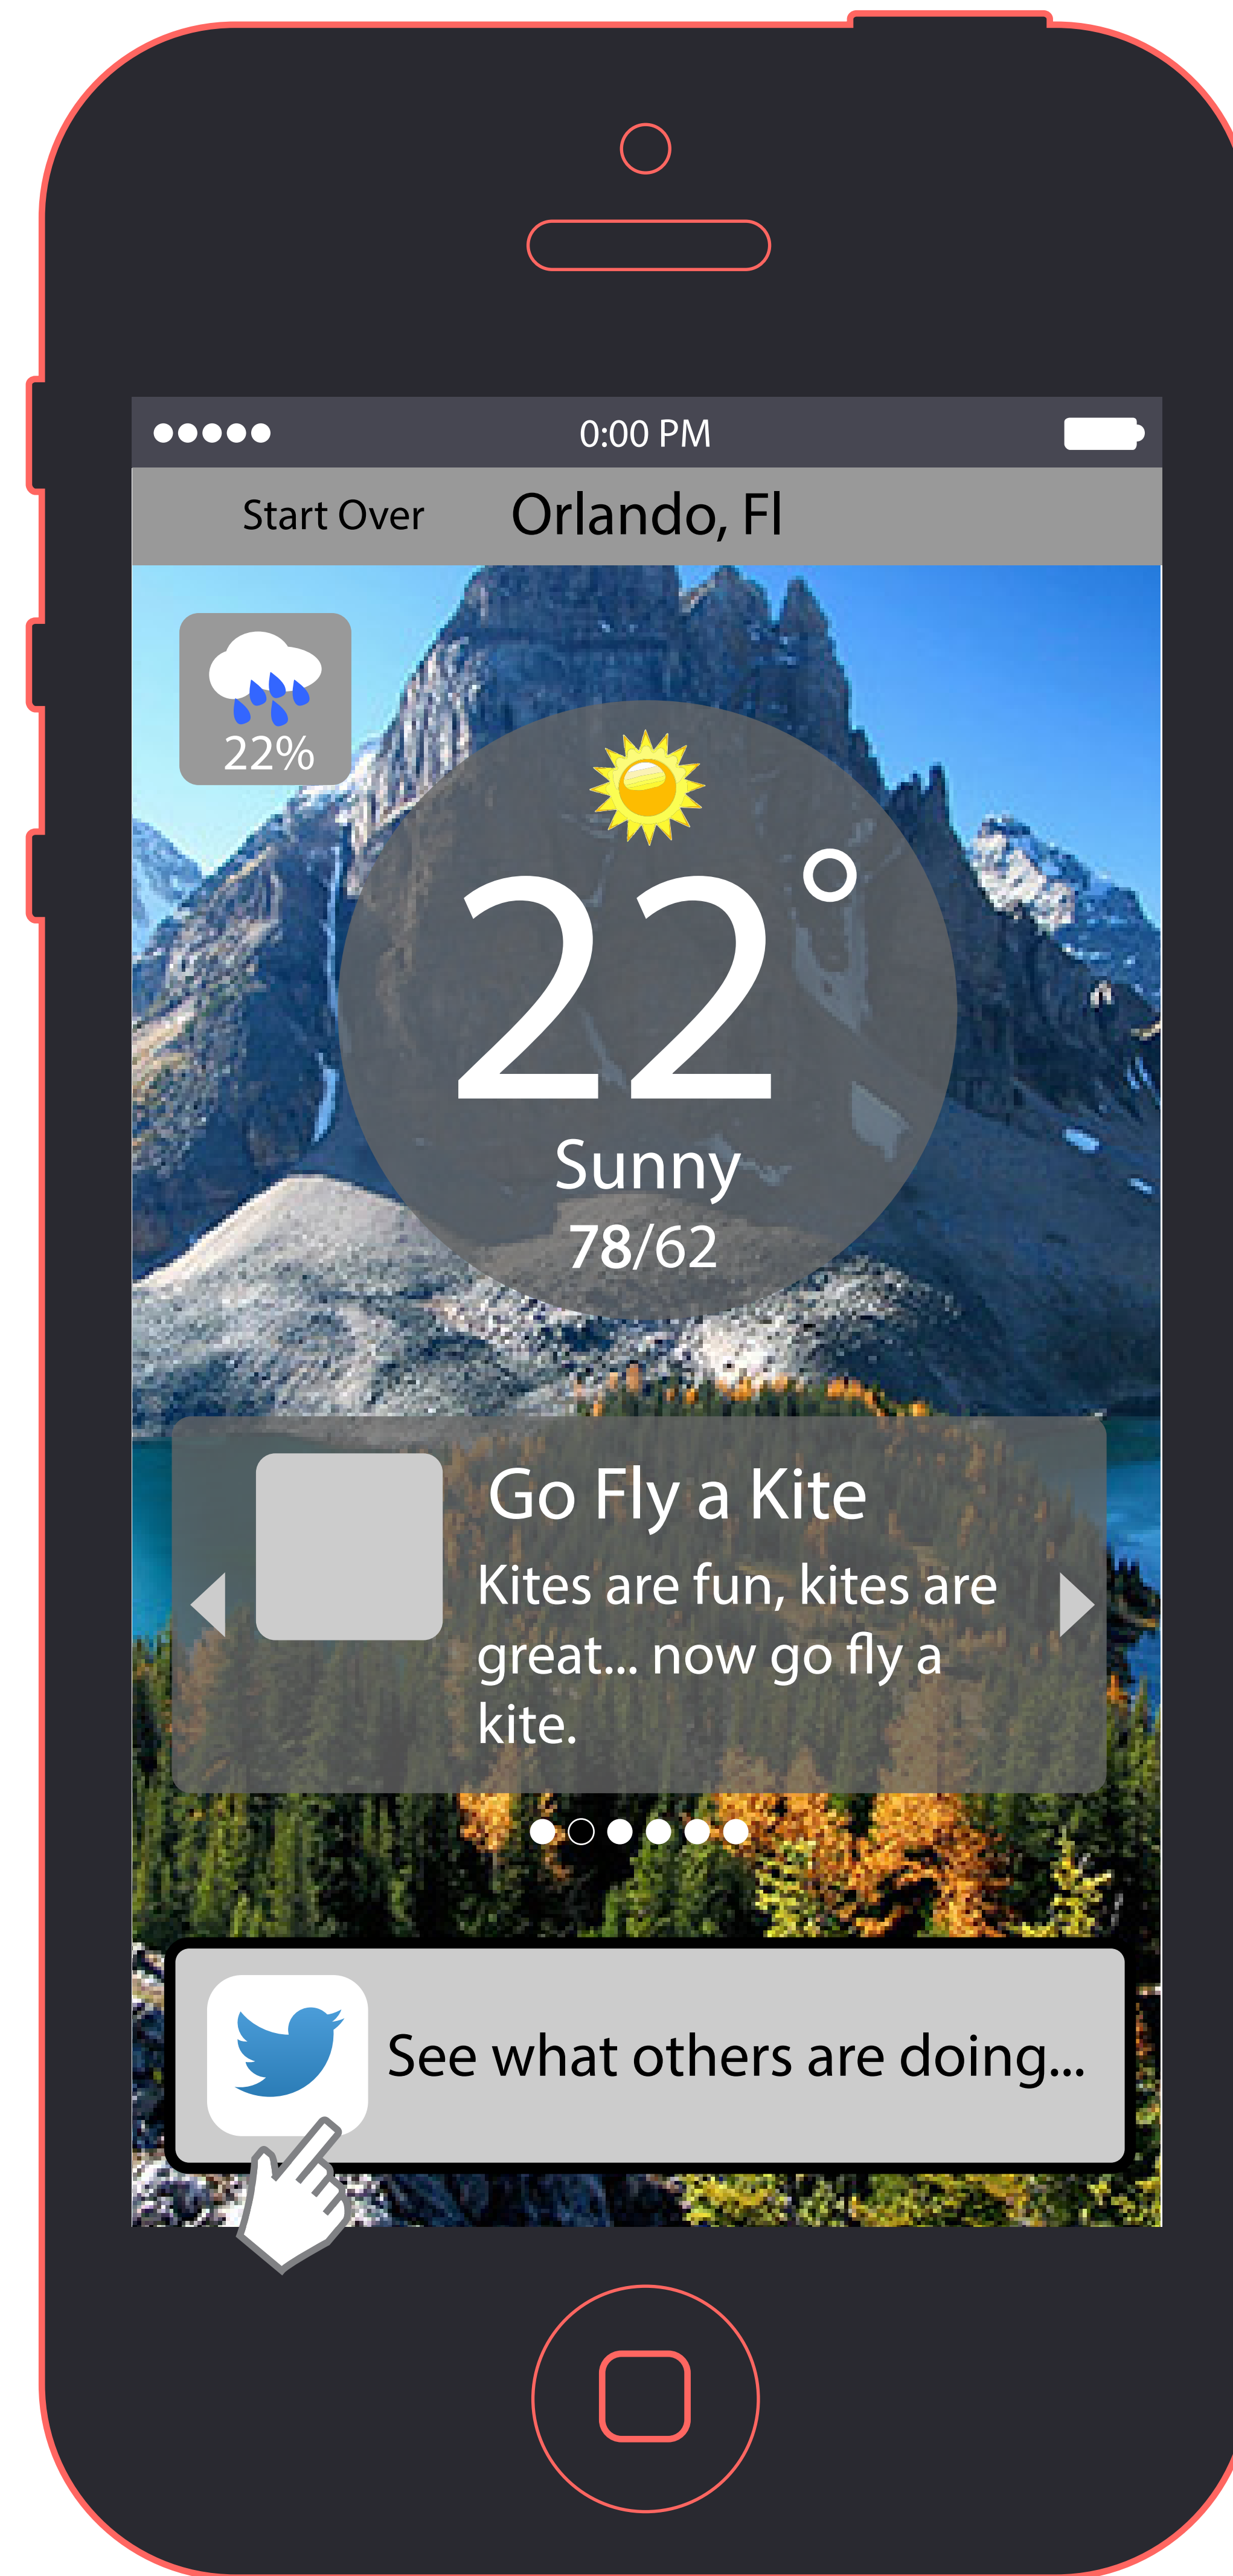 0:00 PM
Start Over
Orlando, Fl
22%
22°
Sunny
78/62
Go Fly a Kite
Kites are fun, kites are
great... now go fly a
kite.
See what others are doing...